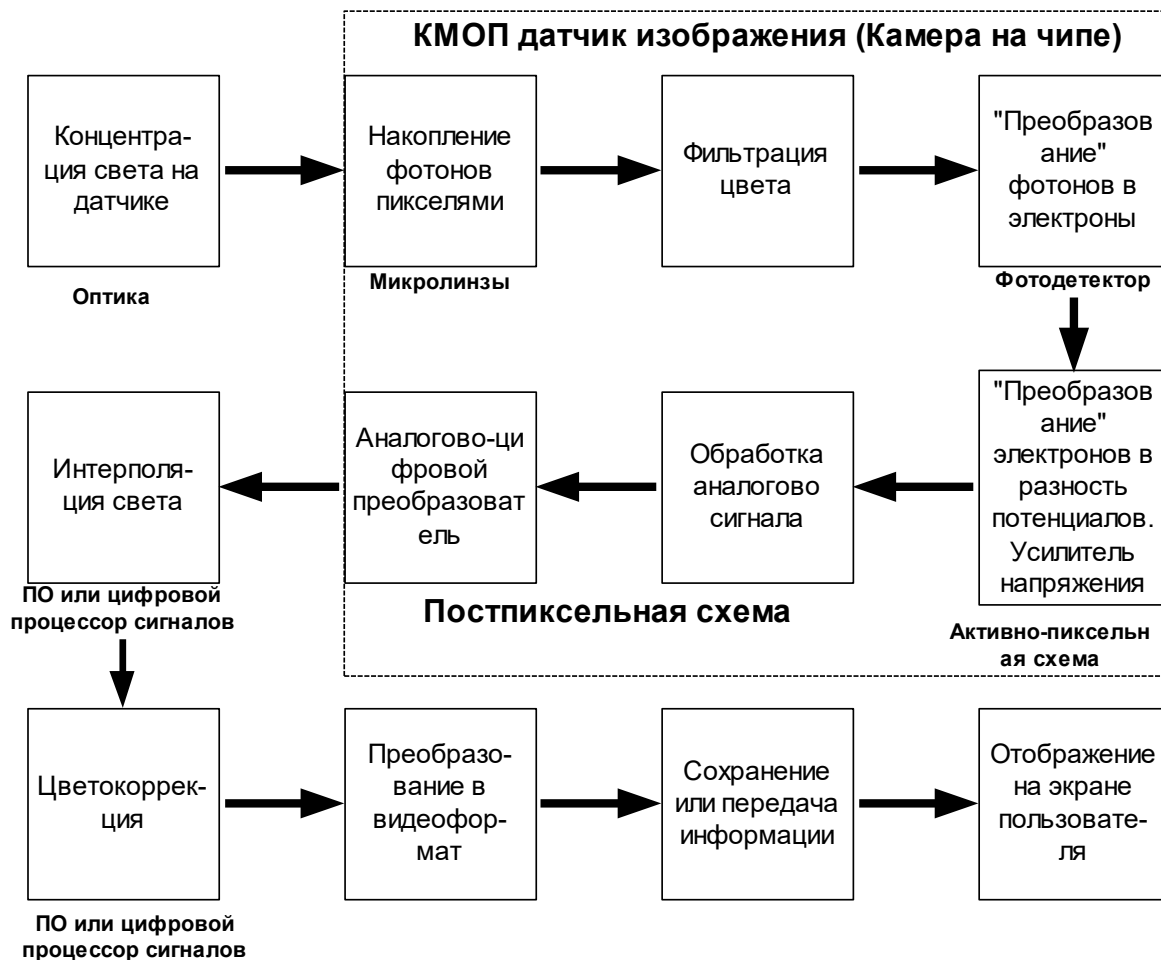 КМОП датчик изображения (Камера на чипе)
Концентра-
ция света на
датчике
Оптика
Накопление
фотонов
пикселями
Микролинзы
Фильтрация
цвета
"Преобразов
ание"
фотонов в
электроны
Фотодетектор
"Преобразов
ание"
электронов в
разность
потенциалов.
Усилитель
напряжения
Активно-пиксельн
ая схема
Обработка
аналогово
сигнала
Аналогово-ци
фровой
преобразоват
ель
Постпиксельная схема
Интерполя-
ция света
ПО или цифровой
процессор сигналов
Цветокоррек-
ция
ПО или цифровой
процессор сигналов
Преобразо-
вание в
видеофор-
мат
Сохранение
или передача
информации
Отображение
на экране
пользовате-
ля